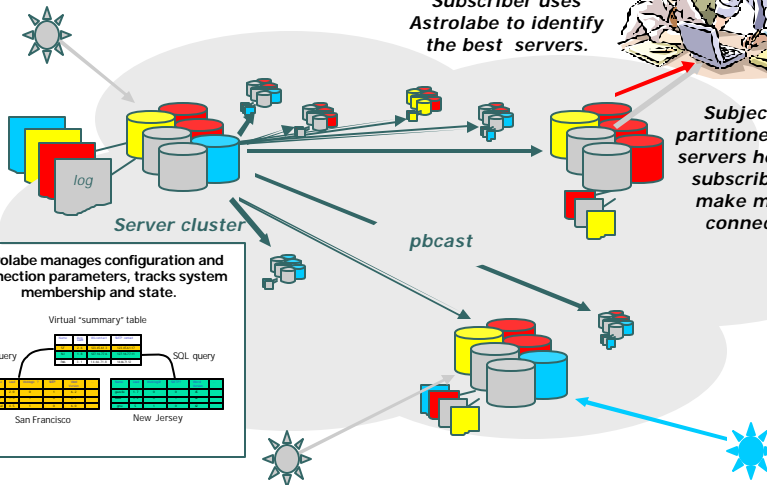 Subscriber uses
Astrolabe to identify
the best servers.
log
Server cluster
pbcast
Subjec
partitione
servers he
subscrib
make m
connec
rolabe manages configuration and
nection parameters, tracks system
membership and state.
Virtual "summary" table
uery
SQL query
San Francisco
New Jersey